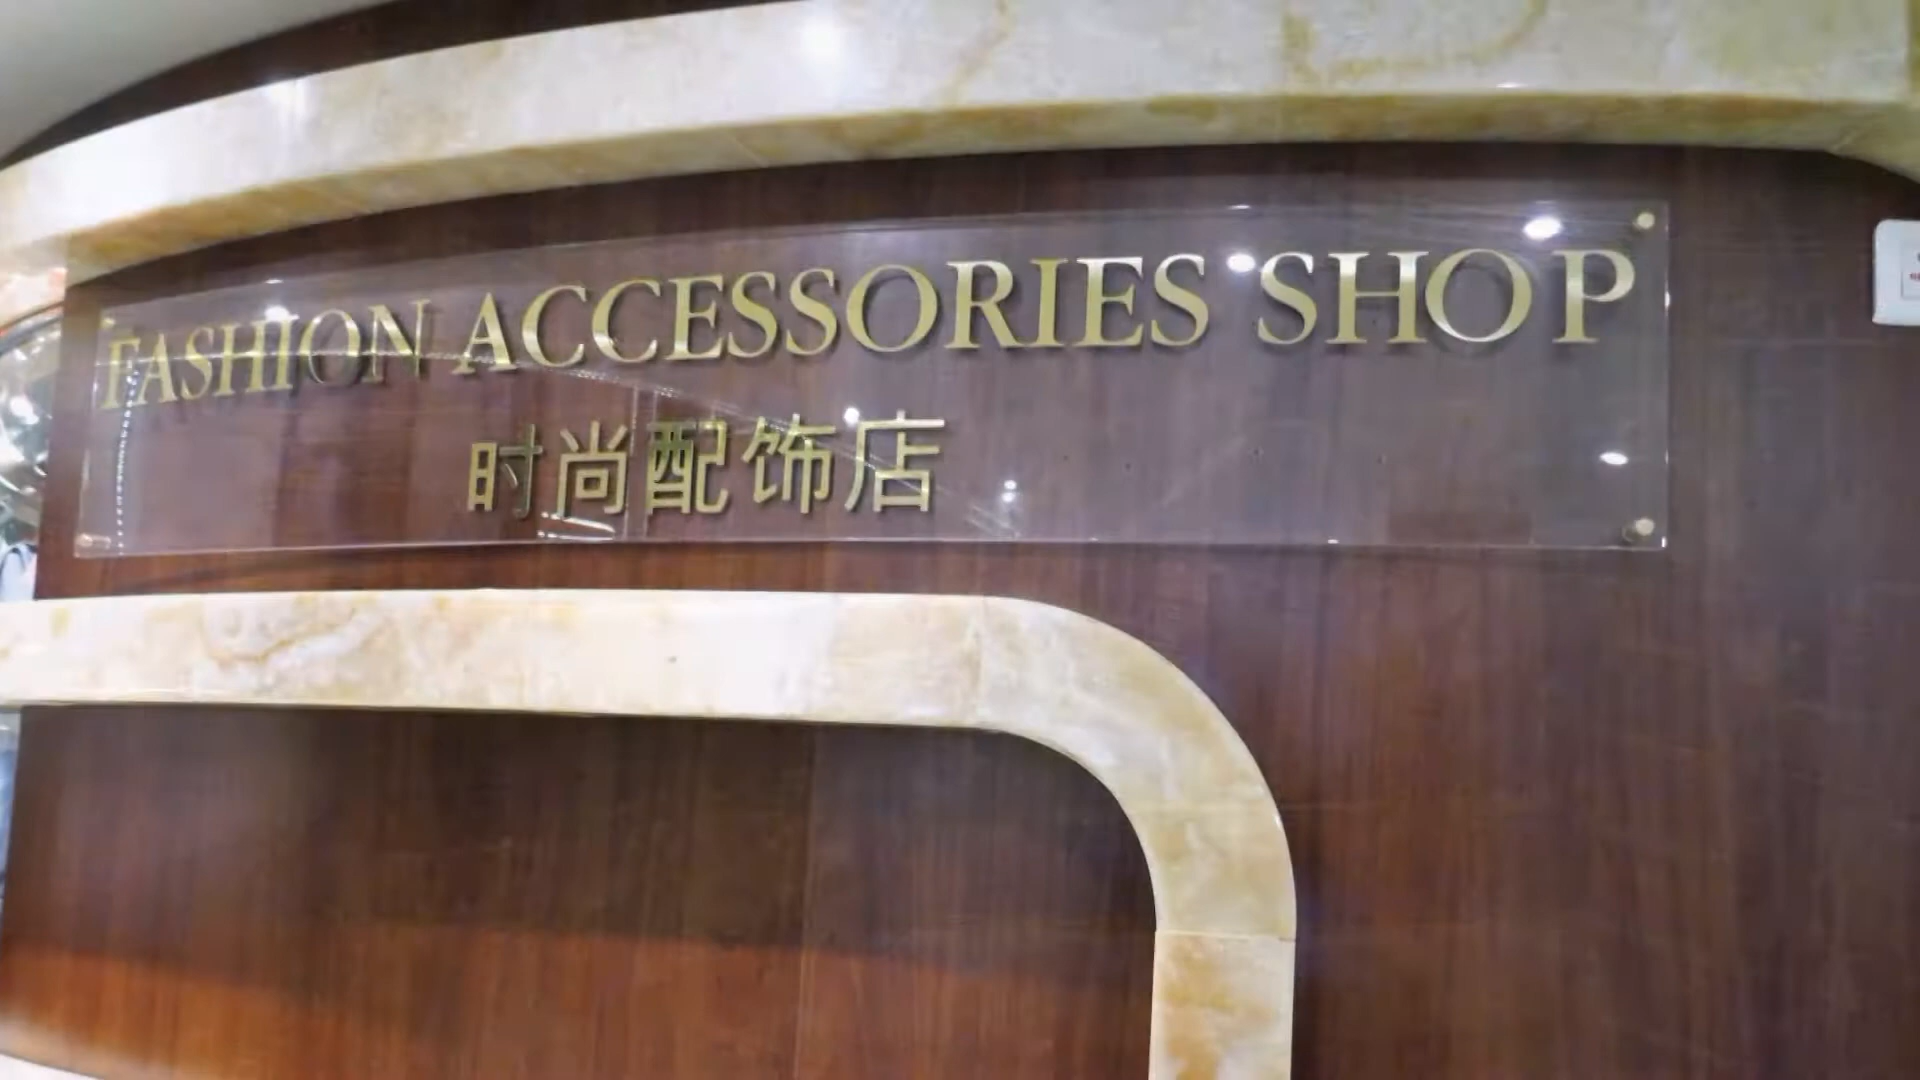 FASHION ACCESSORIES SHOP
时尚配饰店